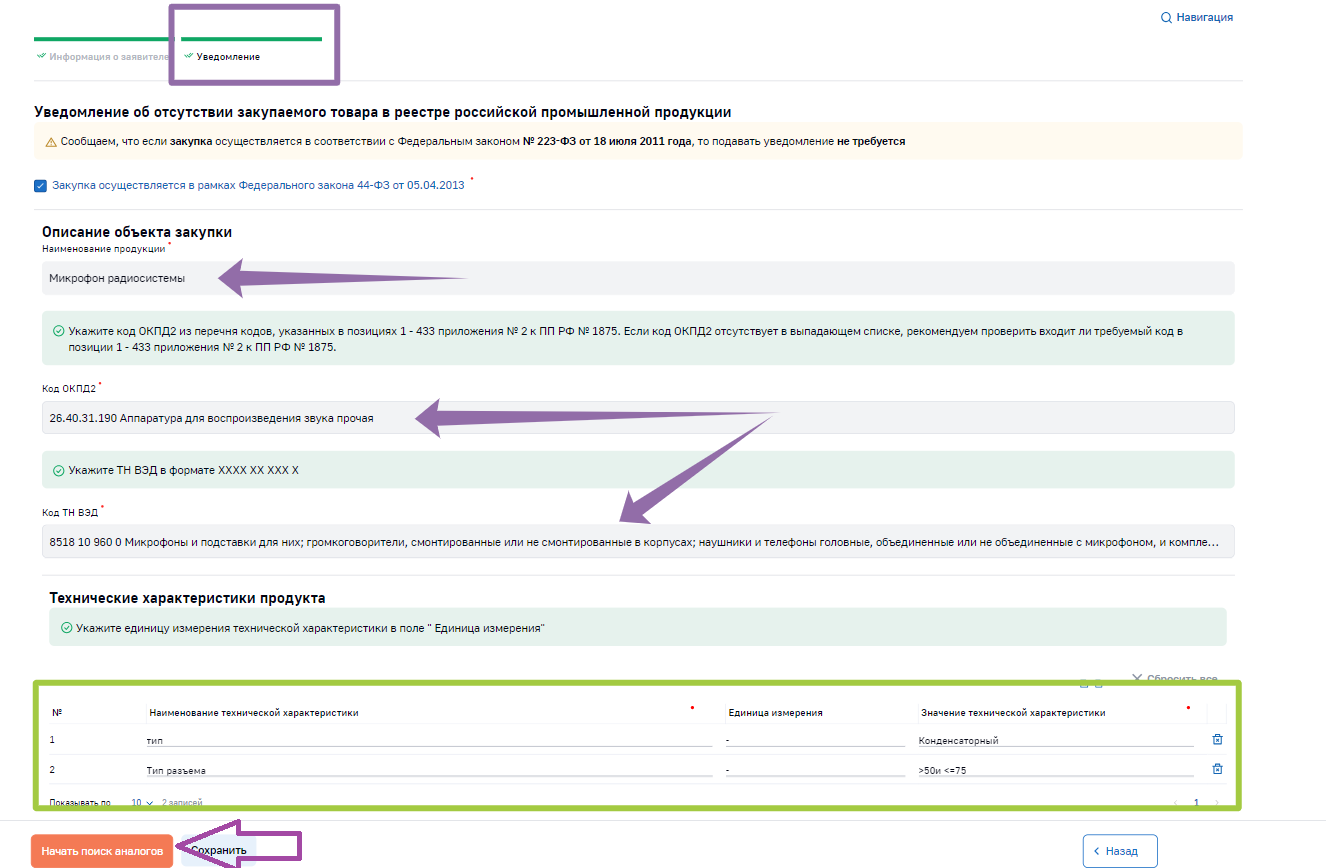 Навигация
Информация о заявителе
Уведомление
Уведомление об отсутствии закупаемого товара в реестре российской промышленной продукции
Сообщаем, что если закупка осуществляется в соответствии с Федеральным законом № 223-ФЗ от 18 июля 2011 года, то подавать уведомление не требуется
Закупка осуществляется в рамках Федерального закона 44-ФЗ от 05.04.2013 *
Описание объекта закупки
Наименование продукции *
Микрофон радиосистемы
Укажите код ОКПД2 из перечня кодов, указанных в позициях 1 - 433 приложения № 2 к ПП РФ № 1875. Если код ОКПД2 отсутствует в выпадающем списке, рекомендуем проверить входит ли требуемый код в
позиции 1 - 433 приложения № 2 к ПП РФ № 1875.
Код ОКПД2 *
26.40.31.190 Аппаратура для воспроизведения звука прочая
Укажите ТН ВЭД в формате XXXX XX XXX X
Код ТН ВЭД *
8518 10 960 0 Микрофоны и подставки для них; громкоговорители, смонтированные или не смонтированные в корпусах; наушники и телефоны головные, объединенные или не объединенные с микрофоном, и компле...
Технические характеристики продукта
Укажите единицу измерения технической характеристики в поле " Единица измерения"
Сбросить все
№ Наименование технической характеристики * Единица измерения Значение технической характеристики *
1 тип - Конденсаторный
2 Тип разъема - >50и <=75
Показывать по 10 2 записей 1
Начать поиск аналогов Сохранить Назад